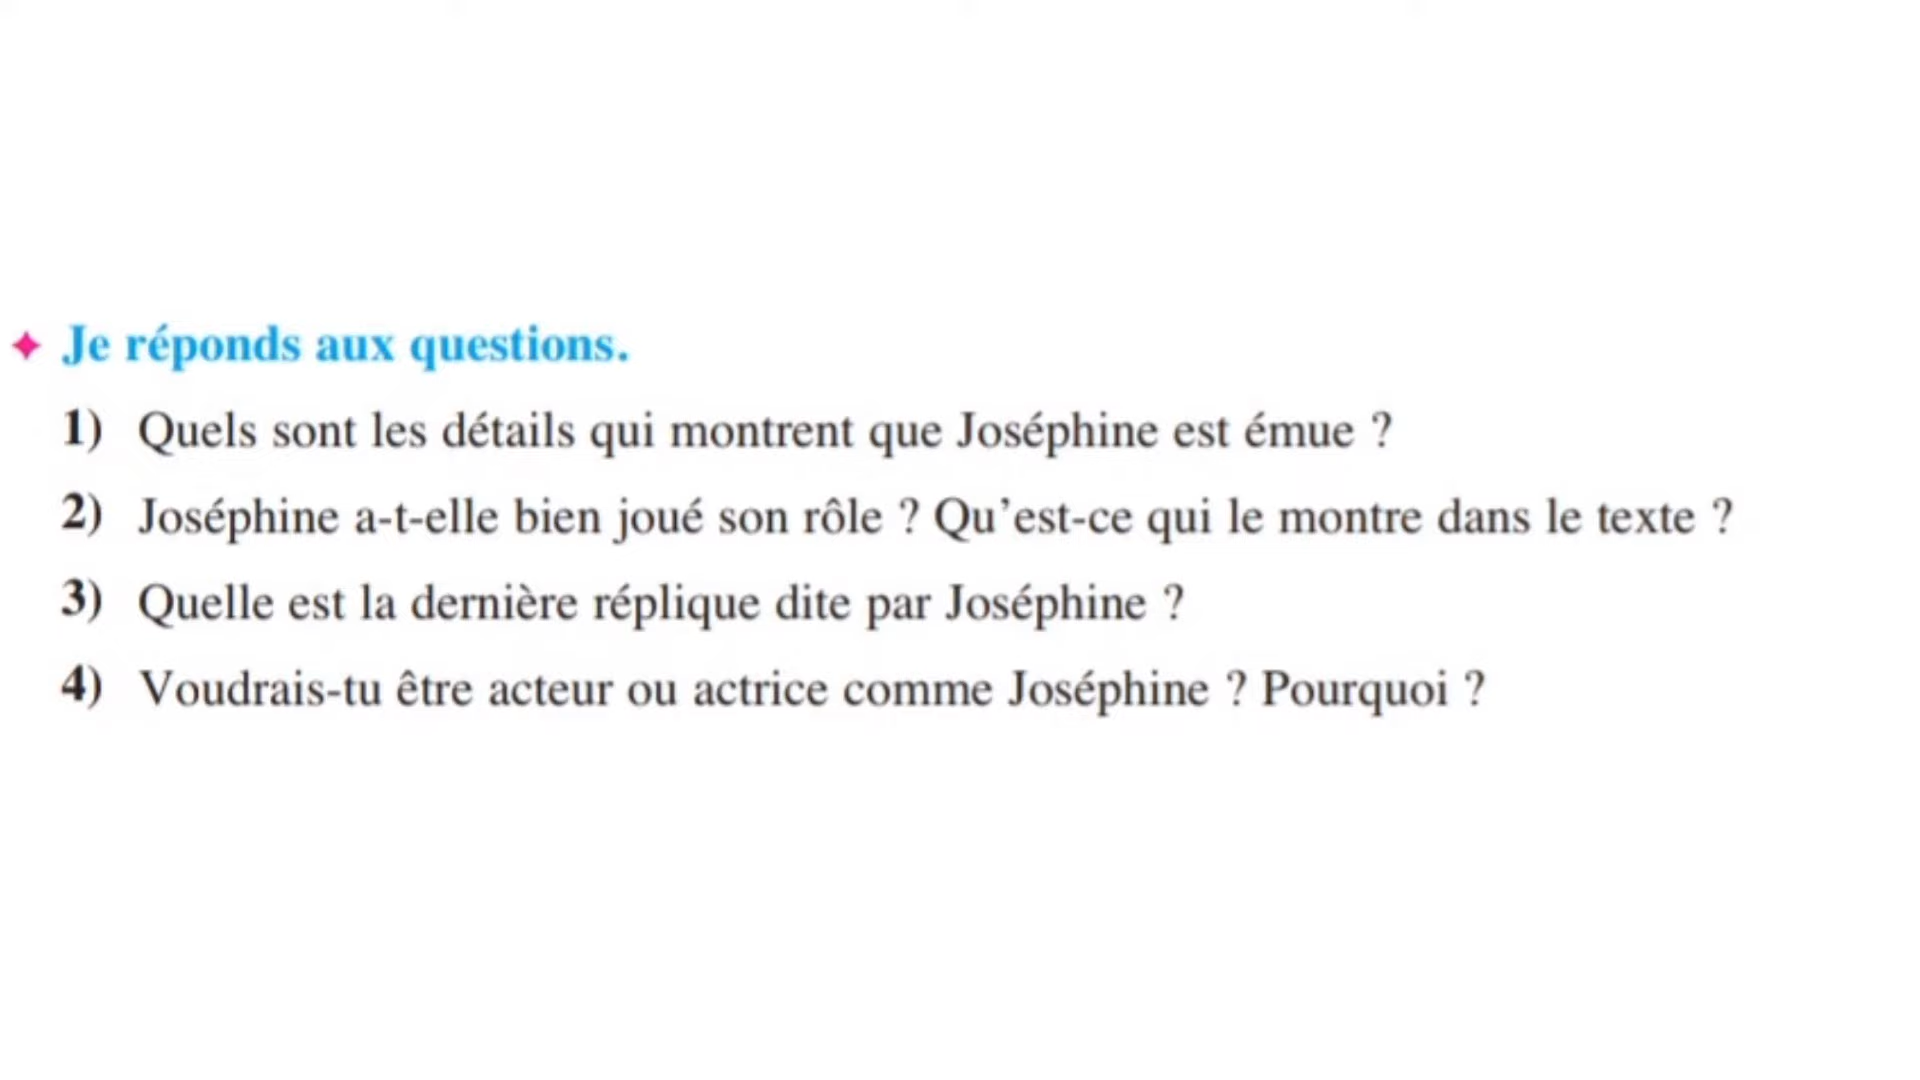 ✦ Je réponds aux questions.
1) Quels sont les détails qui montrent que Joséphine est émue ?
2) Joséphine a-t-elle bien joué son rôle ? Qu'est-ce qui le montre dans le texte ?
3) Quelle est la dernière réplique dite par Joséphine ?
4) Voudrais-tu être acteur ou actrice comme Joséphine ? Pourquoi ?